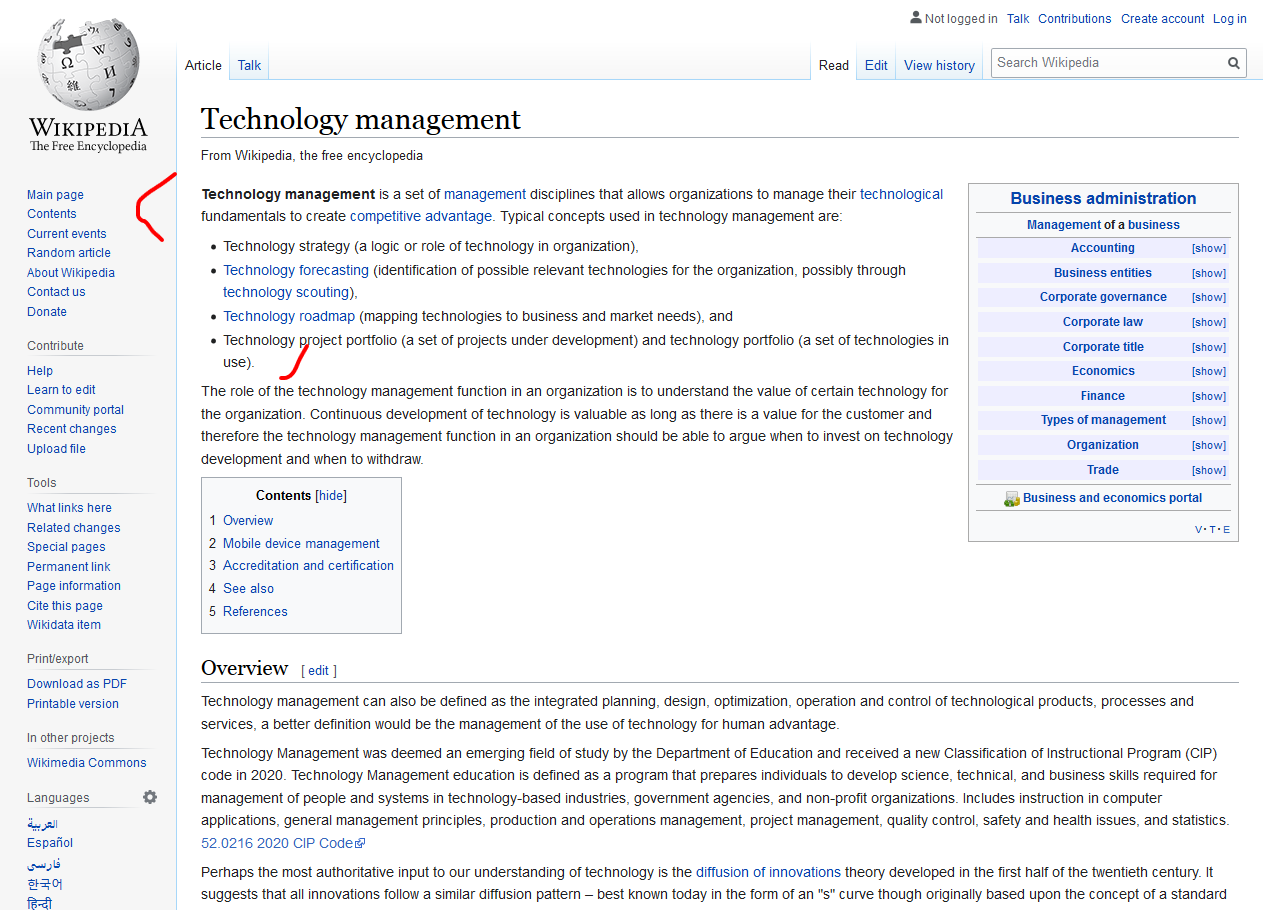 Not logged in Talk Contributions Create account Log in
Article Talk Read Edit View history Search Wikipedia
WIKIPEDIA
The Free Encyclopedia
Main page
Contents
Current events
Random article
About Wikipedia
Contact us
Donate
Contribute
Help
Learn to edit
Community portal
Recent changes
Upload file
Tools
What links here
Related changes
Special pages
Permanent link
Page information
Cite this page
Wikidata item
Print/export
Download as PDF
Printable version
In other projects
Wikimedia Commons
Languages
العربية
Español
فارسی
한국어
हिन्दी
Technology management
From Wikipedia, the free encyclopedia
Technology management is a set of management disciplines that allows organizations to manage their technological
fundamentals to create competitive advantage. Typical concepts used in technology management are:
• Technology strategy (a logic or role of technology in organization),
• Technology forecasting (identification of possible relevant technologies for the organization, possibly through
technology scouting),
• Technology roadmap (mapping technologies to business and market needs), and
• Technology project portfolio (a set of projects under development) and technology portfolio (a set of technologies in
use).
The role of the technology management function in an organization is to understand the value of certain technology for
the organization. Continuous development of technology is valuable as long as there is a value for the customer and
therefore the technology management function in an organization should be able to argue when to invest on technology
development and when to withdraw.
Business administration
Management of a business
Accounting [show]
Business entities [show]
Corporate governance [show]
Corporate law [show]
Corporate title [show]
Economics [show]
Finance [show]
Types of management [show]
Organization [show]
Trade [show]
Business and economics portal
V · T · E
Contents [hide]
1 Overview
2 Mobile device management
3 Accreditation and certification
4 See also
5 References
Overview [ edit ]
Technology management can also be defined as the integrated planning, design, optimization, operation and control of technological products, processes and
services, a better definition would be the management of the use of technology for human advantage.
Technology Management was deemed an emerging field of study by the Department of Education and received a new Classification of Instructional Program (CIP)
code in 2020. Technology Management education is defined as a program that prepares individuals to develop science, technical, and business skills required for
management of people and systems in technology-based industries, government agencies, and non-profit organizations. Includes instruction in computer
applications, general management principles, production and operations management, project management, quality control, safety and health issues, and statistics.
52.0216 2020 CIP Code
Perhaps the most authoritative input to our understanding of technology is the diffusion of innovations theory developed in the first half of the twentieth century. It
suggests that all innovations follow a similar diffusion pattern – best known today in the form of an "s" curve though originally based upon the concept of a standard